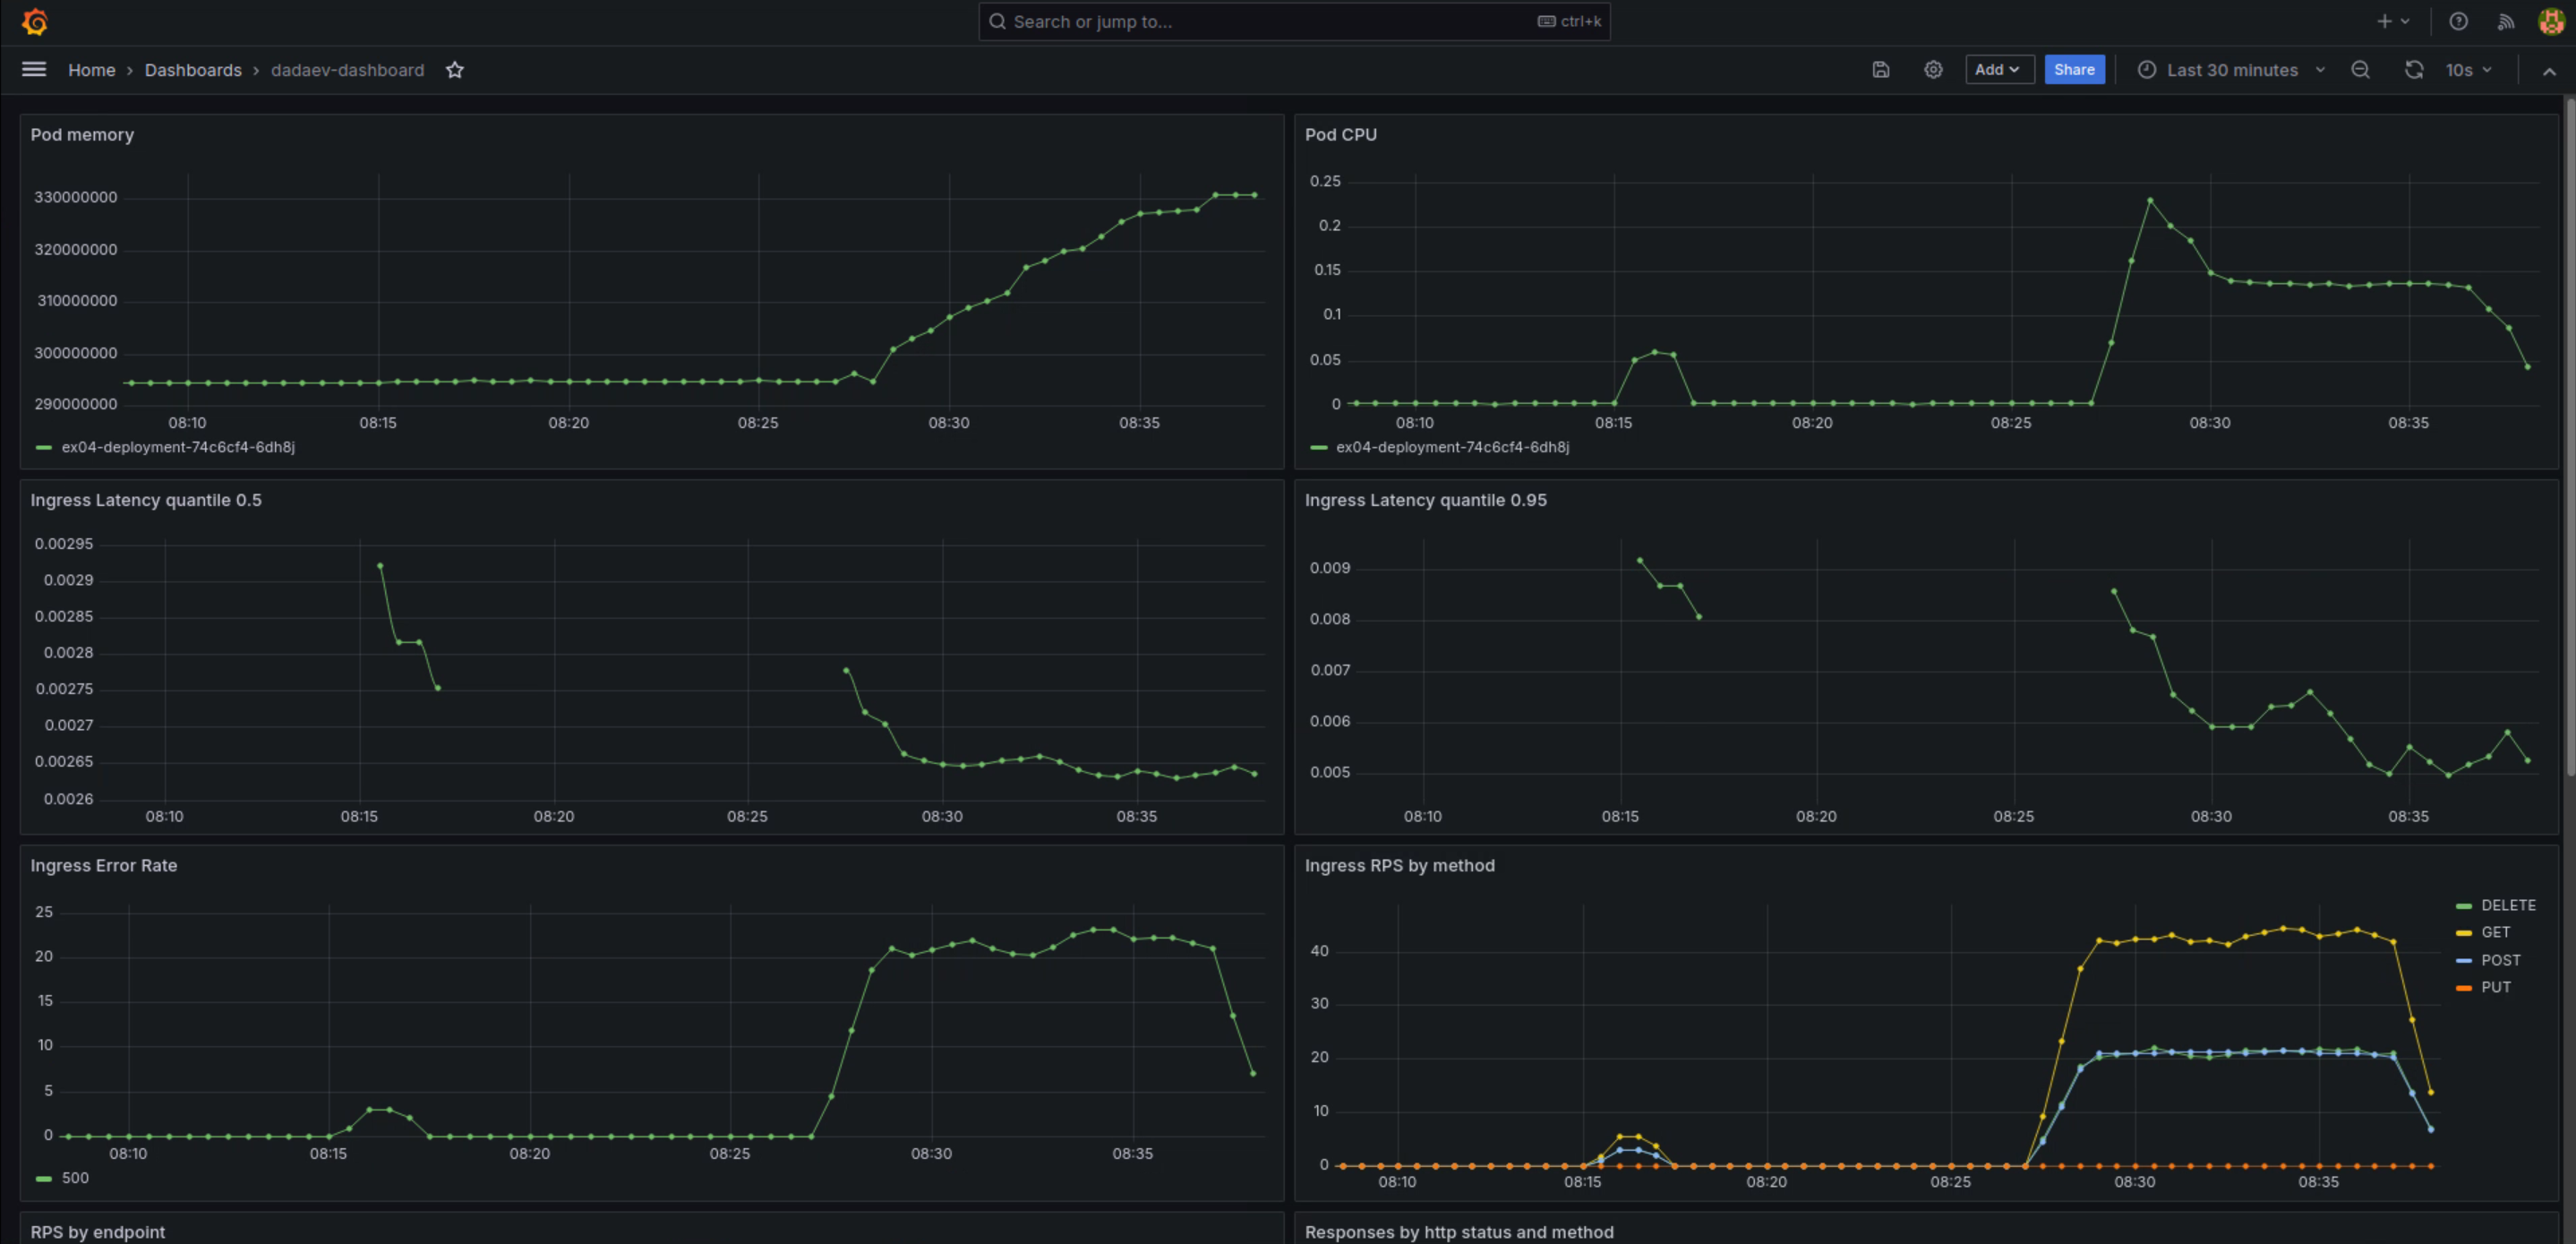 Search or jump to...
ctrl+k
Home › Dashboards › dadaev-dashboard
Add
Share
Last 30 minutes
10s
Pod memory
330000000
320000000
310000000
300000000
290000000
08:10 08:15 08:20 08:25 08:30 08:35
ex04-deployment-74c6cf4-6dh8j
Pod CPU
0.25
0.2
0.15
0.1
0.05
0
08:10 08:15 08:20 08:25 08:30 08:35
ex04-deployment-74c6cf4-6dh8j
Ingress Latency quantile 0.5
0.00295
0.0029
0.00285
0.0028
0.00275
0.0027
0.00265
0.0026
08:10 08:15 08:20 08:25 08:30 08:35
Ingress Latency quantile 0.95
0.009
0.008
0.007
0.006
0.005
08:10 08:15 08:20 08:25 08:30 08:35
Ingress Error Rate
25
20
15
10
5
0
08:10 08:15 08:20 08:25 08:30 08:35
500
Ingress RPS by method
40
30
20
10
0
08:10 08:15 08:20 08:25 08:30 08:35
DELETE
GET
POST
PUT
RPS by endpoint
Responses by http status and method